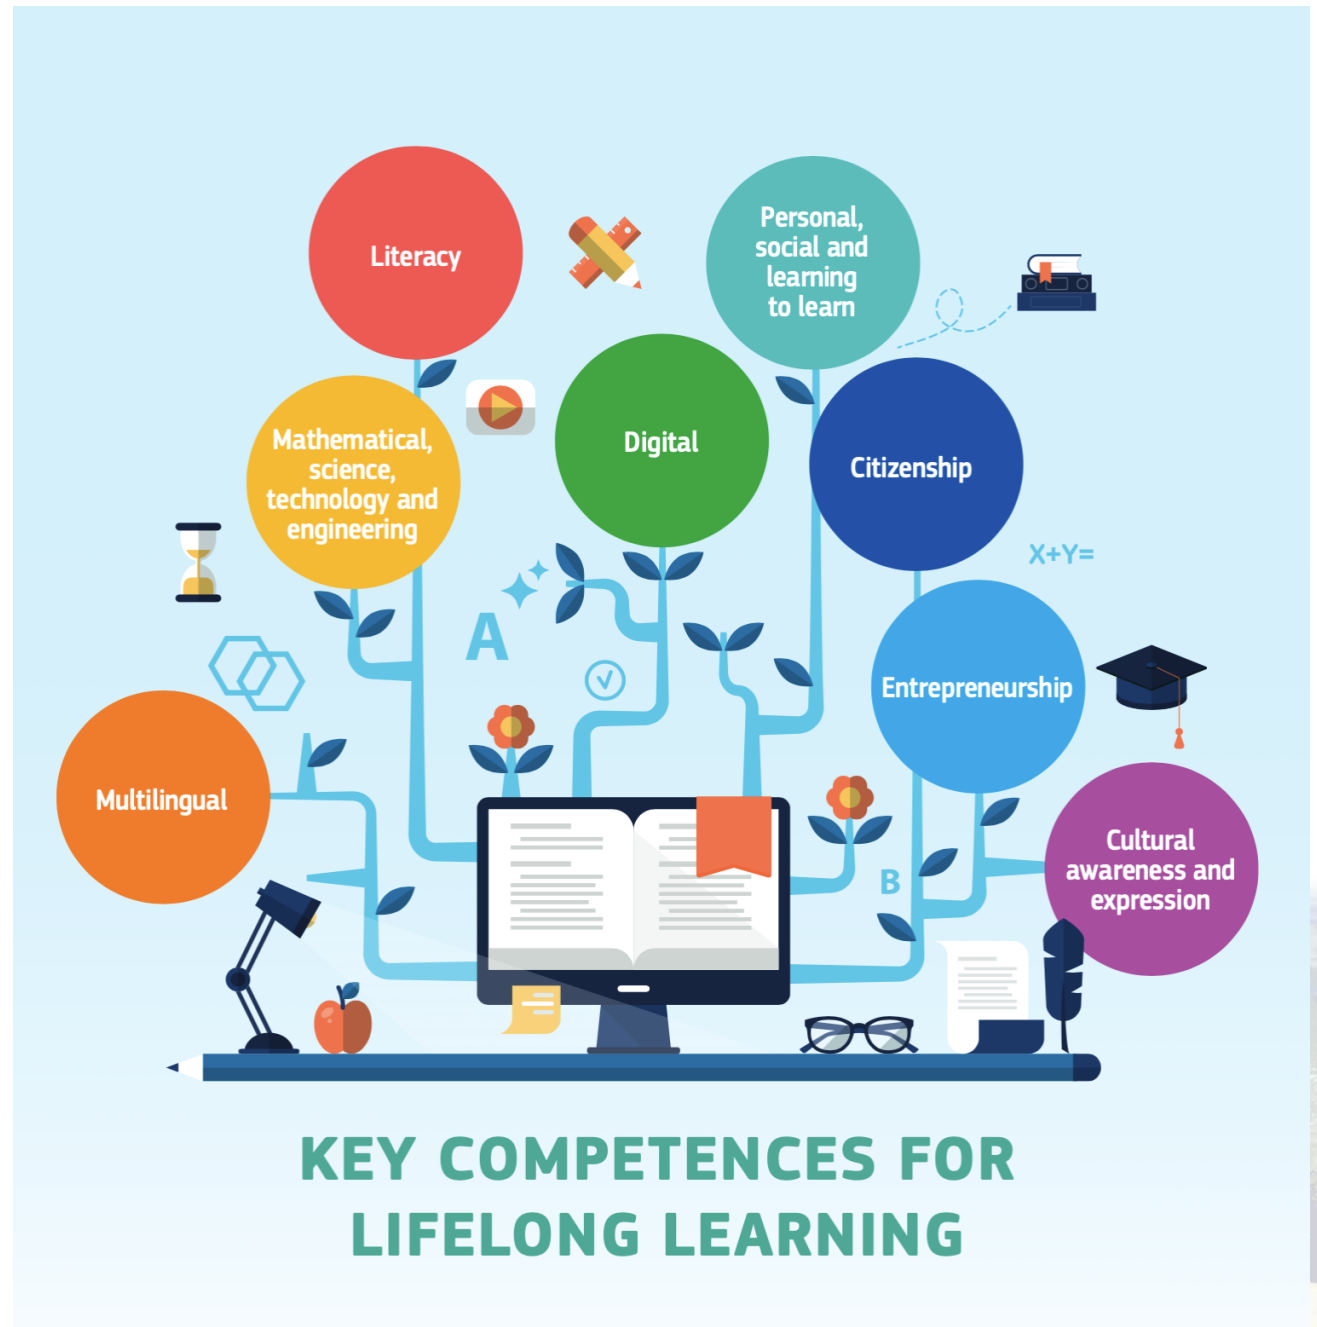 Literacy
Personal,
social and
learning
to learn
Mathematical,
science,
technology and
engineering
Digital
Citizenship
X+Y=
A
Entrepreneurship
Multilingual
Cultural
awareness and
expression
B
KEY COMPETENCES FOR
LIFELONG LEARNING